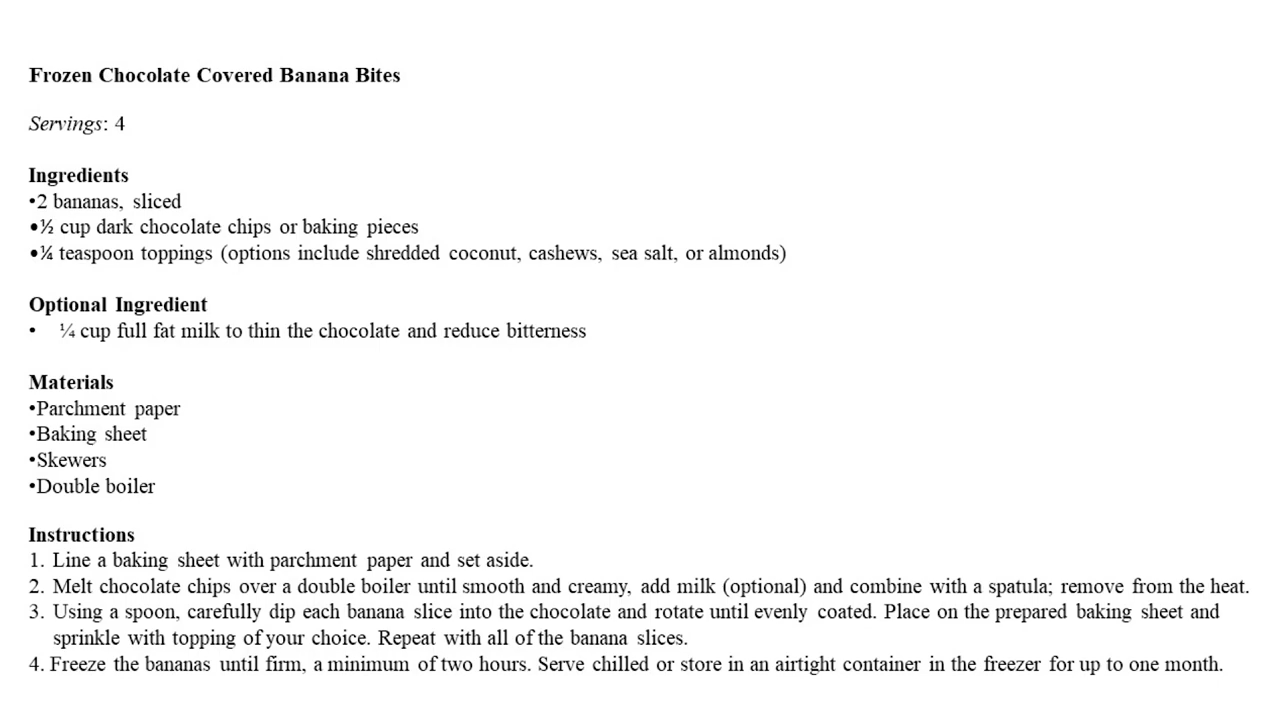 Frozen Chocolate Covered Banana Bites
Servings: 4
Ingredients
•2 bananas, sliced
•½ cup dark chocolate chips or baking pieces
•¼ teaspoon toppings (options include shredded coconut, cashews, sea salt, or almonds)
Optional Ingredient
• ¼ cup full fat milk to thin the chocolate and reduce bitterness
Materials
•Parchment paper
•Baking sheet
•Skewers
•Double boiler
Instructions
1. Line a baking sheet with parchment paper and set aside.
2. Melt chocolate chips over a double boiler until smooth and creamy, add milk (optional) and combine with a spatula; remove from the heat.
3. Using a spoon, carefully dip each banana slice into the chocolate and rotate until evenly coated. Place on the prepared baking sheet and
sprinkle with topping of your choice. Repeat with all of the banana slices.
4. Freeze the bananas until firm, a minimum of two hours. Serve chilled or store in an airtight container in the freezer for up to one month.